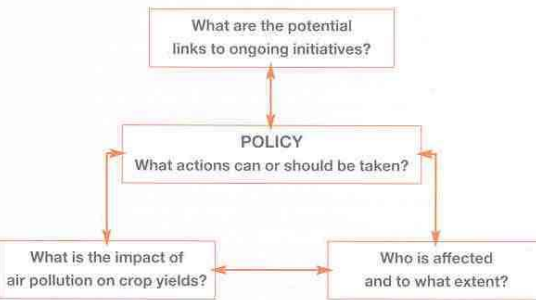 What are the potential
links to ongoing initiatives?
POLICY
What actions can or should be taken?
What is the impact of
air pollution on crop yields?
Who is affected
and to what extent?